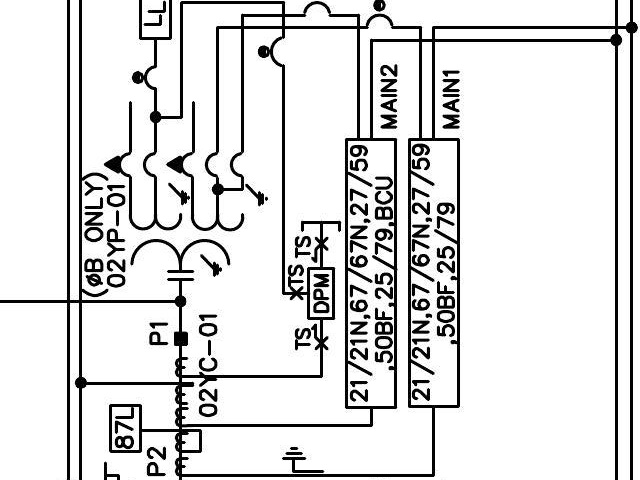 LL
(øB ONLY)
02YP-01
P1
02YC-01
87L
P2
TS
TS
TS
DPM
MAIN2
21/21N,67/67N,27/59
,50BF,25/79,BCU
MAIN1
21/21N,67/67N,27/59
,50BF,25/79